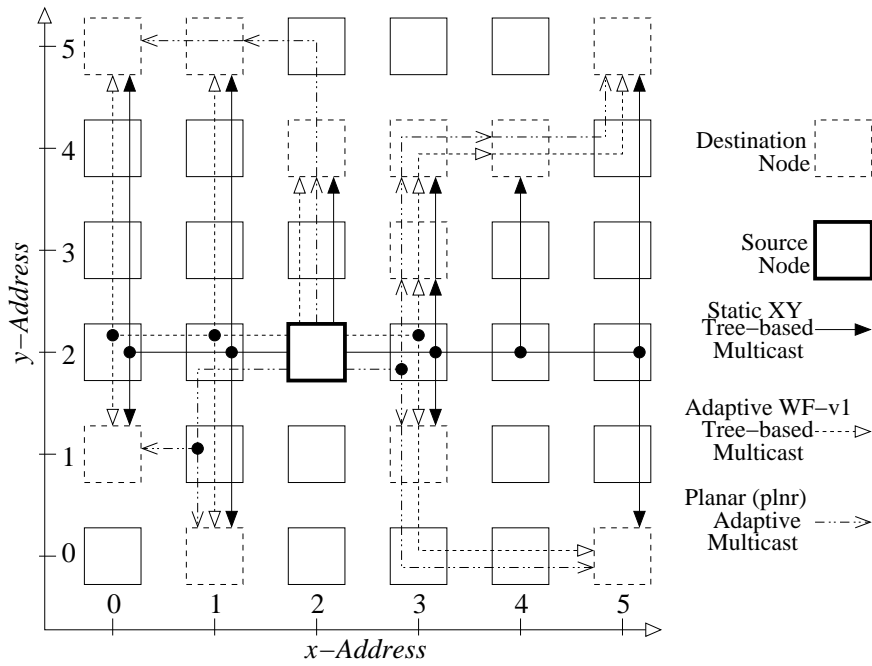 5
4
3
2
1
0
y−Address
0 1 2 3 4 5
x−Address
Destination
Node
Source
Node
Static XY
Tree−based
Multicast
Adaptive WF−v1
Tree−based
Multicast
Planar (plnr)
Adaptive
Multicast